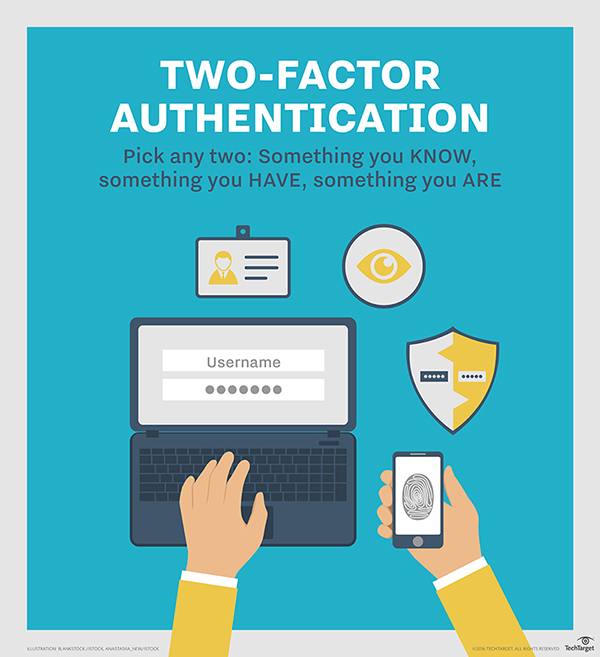 TWO-FACTOR
AUTHENTICATION
Pick any two: Something you KNOW,
something you HAVE, something you ARE
Username
ILLUSTRATION: BLANKSTOCK /ISTOCK, ANASTASIIA_NEW/ISTOCK
©2016 TECHTARGET. ALL RIGHTS RESERVED
TechTarget